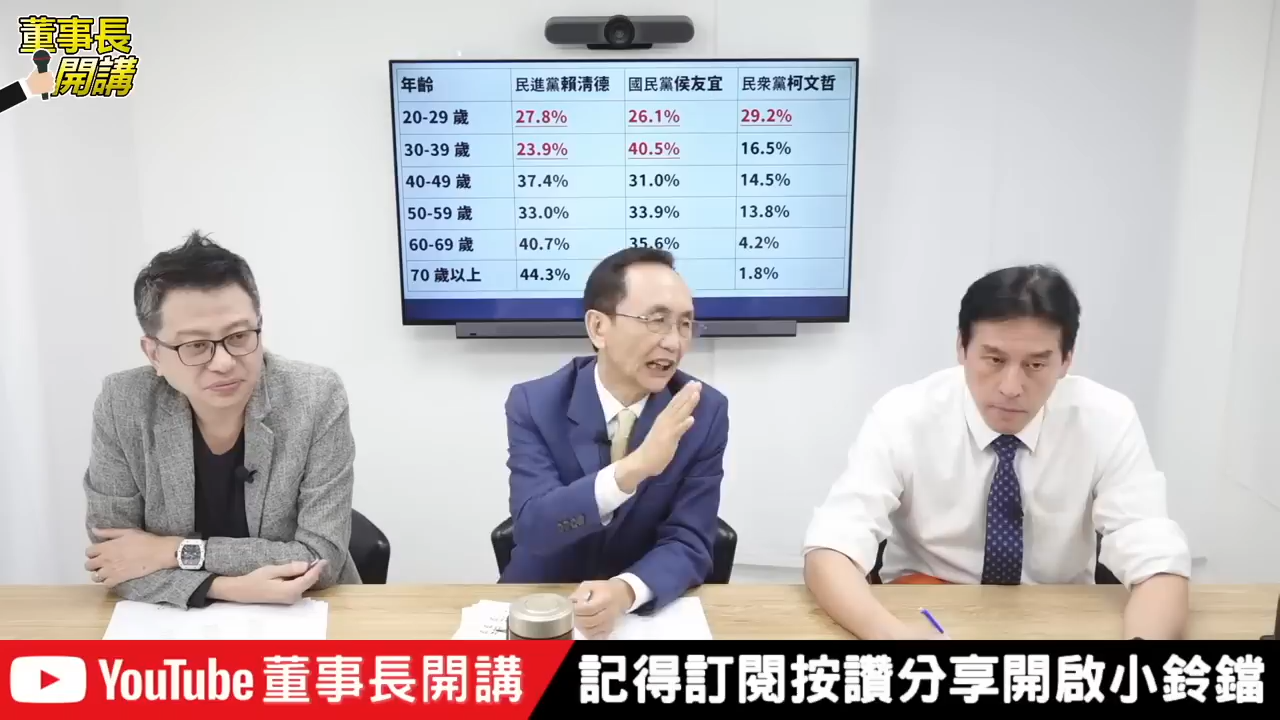 董事長
開講
年齡 民進黨賴清德 國民黨侯友宜 民眾黨柯文哲
20-29 歲 27.8% 26.1% 29.2%
30-39 歲 23.9% 40.5% 16.5%
40-49 歲 37.4% 31.0% 14.5%
50-59 歲 33.0% 33.9% 13.8%
60-69 歲 40.7% 35.6% 4.2%
70 歲以上 44.3% 1.8%
YouTube 董事長開講 記得訂閱按讚分享開啟小鈴鐺